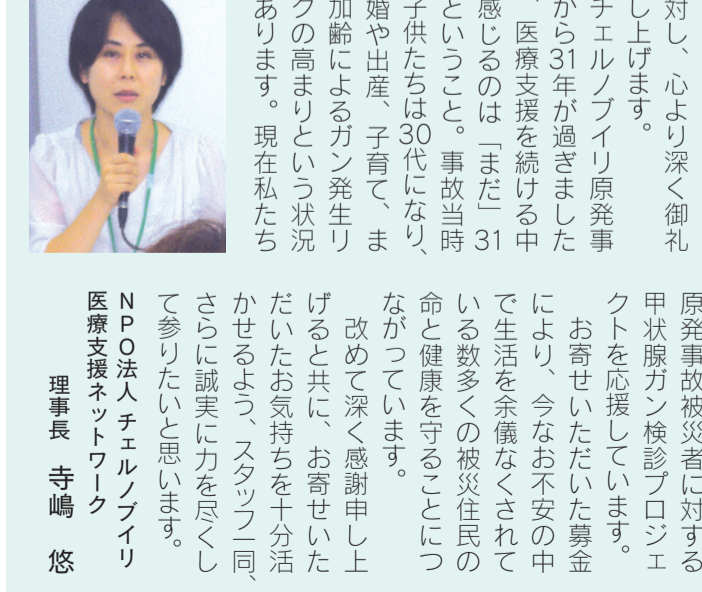 対し、心より深く御礼
し上げます。
チェルノブイリ原発事
から31年が過ぎました
、医療支援を続ける中
感じるのは「まだ」31
ということ。事故当時
子供たちは30代になり、
婚や出産、子育て、ま
加齢によるガン発生リ
クの高まりという状況
あります。現在私たち
原発事故被災者に対する
甲状腺ガン検診プロジェ
クトを応援しています。
お寄せいただいた募金
により、今なお不安の中
で生活を余儀なくされて
いる数多くの被災住民の
命と健康を守ることにつ
ながっています。
改めて深く感謝申し上
げると共に、お寄せいた
だいたお気持ちを十分活
かせるよう、スタッフ一同、
さらに誠実に力を尽くし
て参りたいと思います。
NPO法人 チェルノブイリ
医療支援ネットワーク
理事長 寺嶋 悠